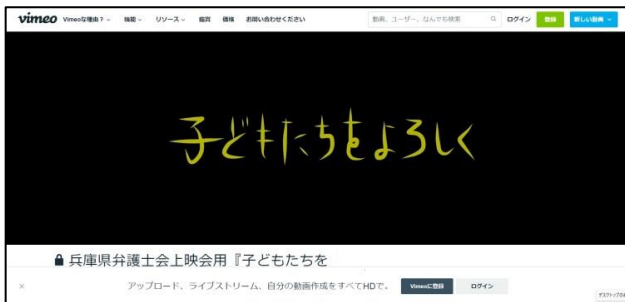 vimeo Vimeoな理由? 機能 リソース 鑑賞 価格 お問い合わせください 動画、ユーザー、なんでも検索 ログイン 登録 新しい動画
子どもたちをよろしく
兵庫県弁護士会上映会用『子どもたちを
× アップロード、ライブストリーム、自分の動画作成をすべてHDで。 Vimeoに登録 ログイン